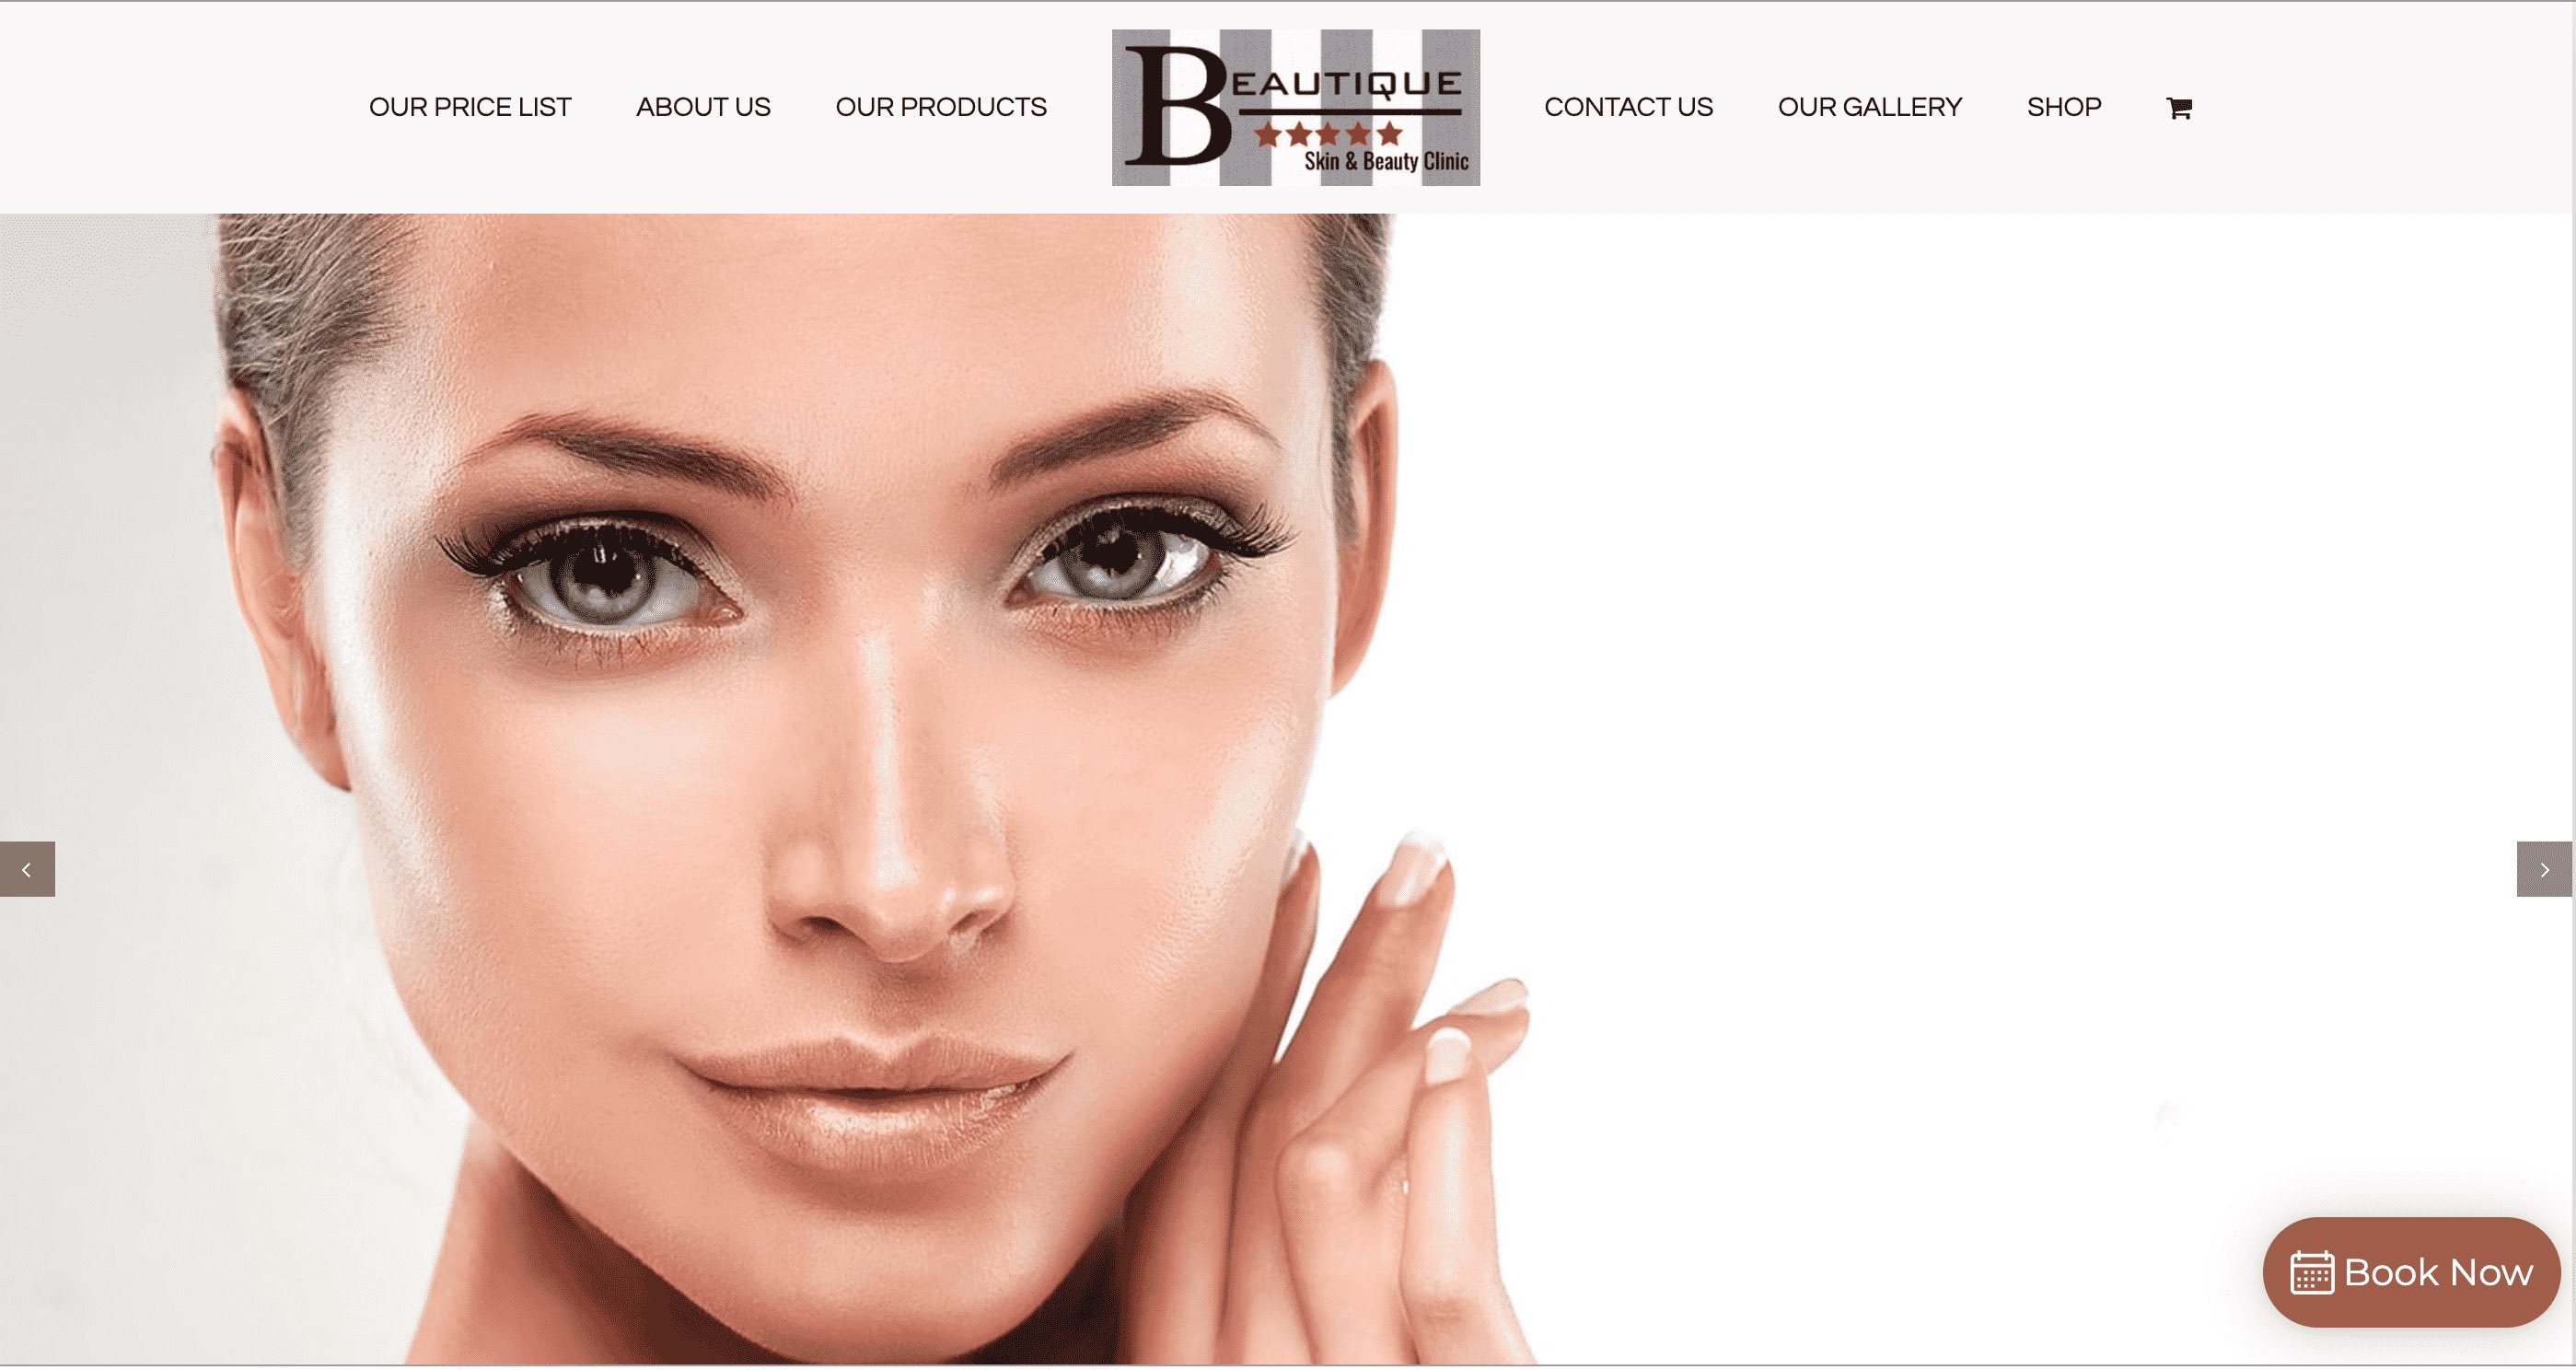 OUR PRICE LIST
ABOUT US
OUR PRODUCTS
BEAUTIQUE
Skin & Beauty Clinic
CONTACT US
OUR GALLERY
SHOP
Book Now